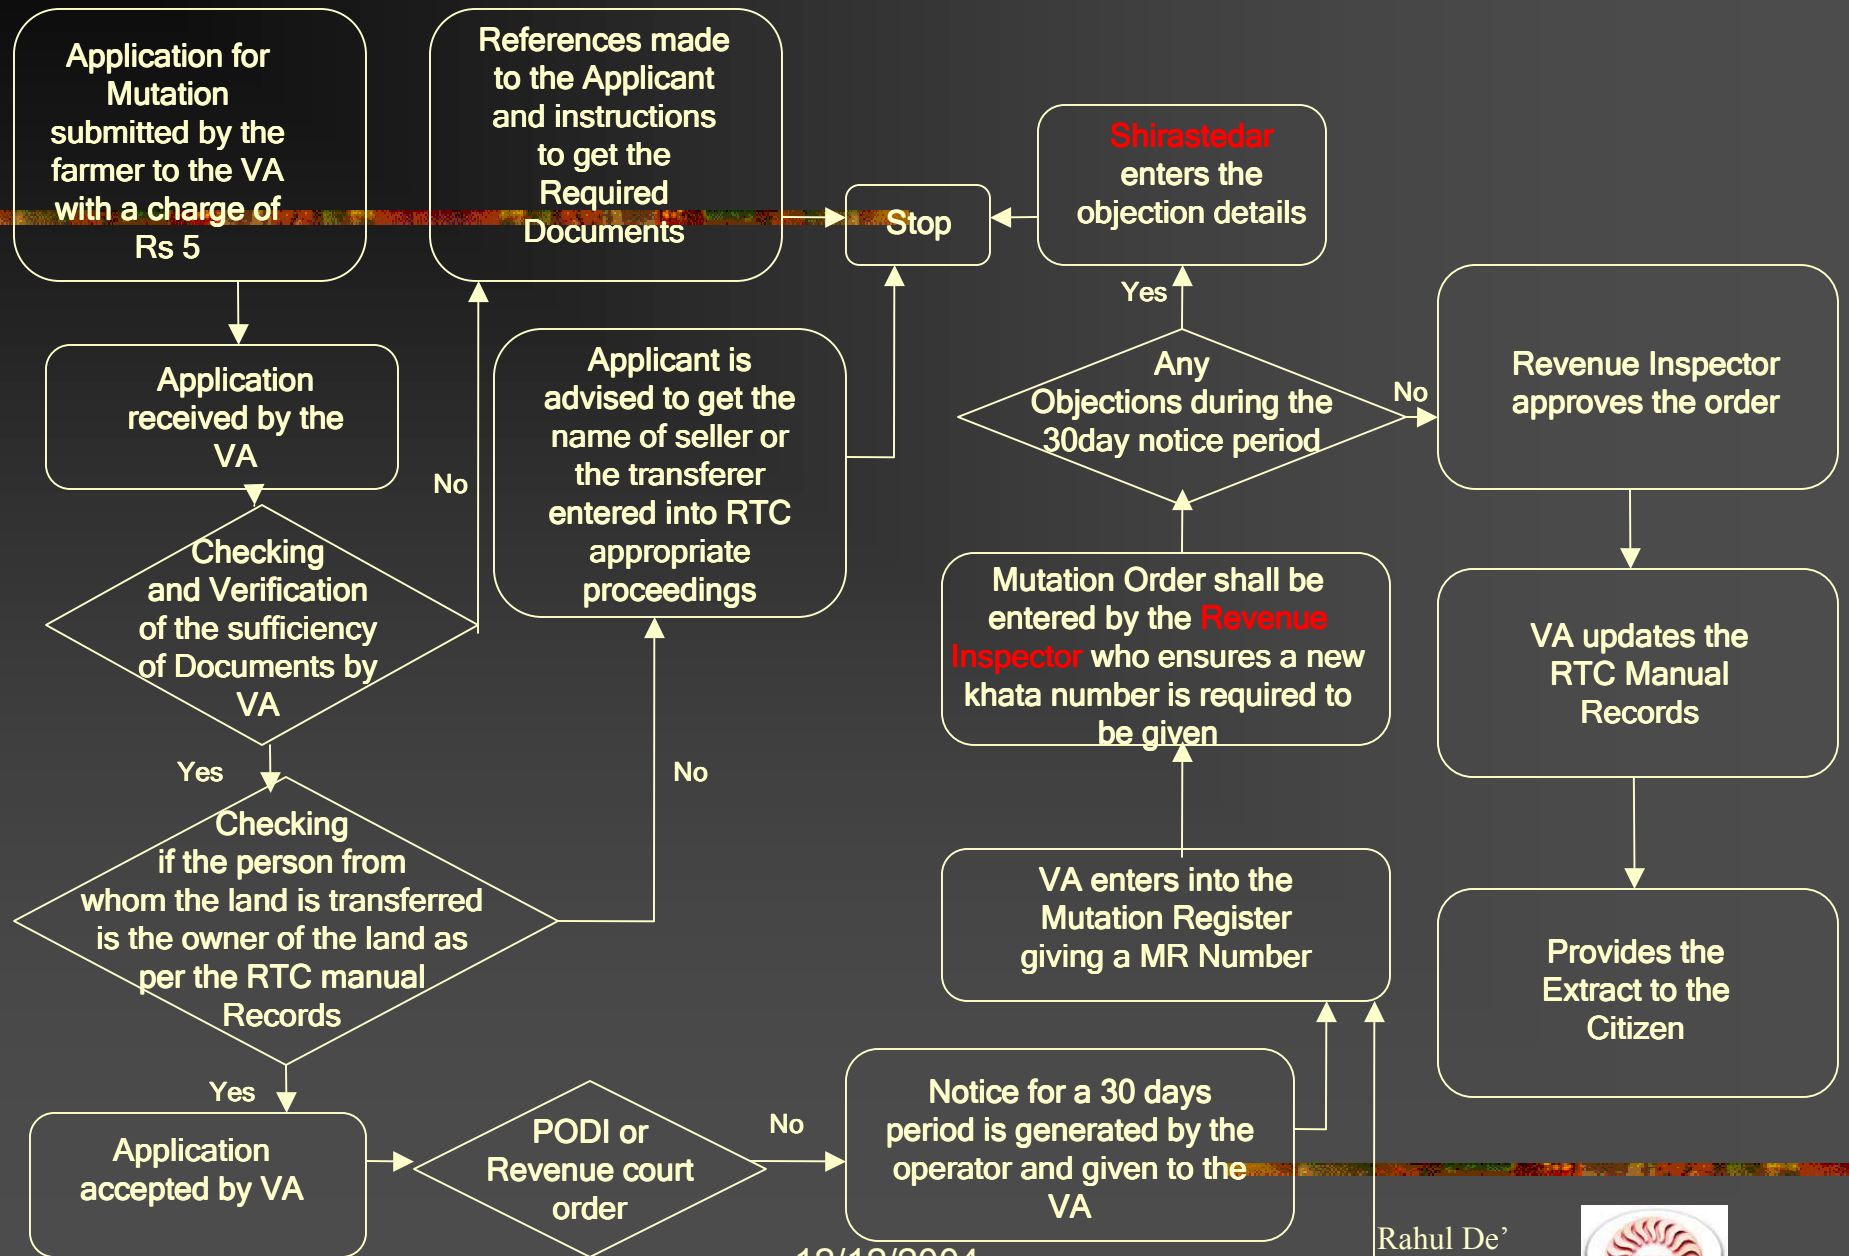 Application for
Mutation
submitted by the
farmer to the VA
with a charge of
Rs 5
References made
to the Applicant
and instructions
to get the
Required
Documents
Stop
Shirastedar
enters the
objection details
Yes
Application
received by the
VA
No
Applicant is
advised to get the
name of seller or
the transferer
entered into RTC
appropriate
proceedings
Any
Objections during the
30day notice period
No
Revenue Inspector
approves the order
Checking
and Verification
of the sufficiency
of Documents by
VA
Mutation Order shall be
entered by the Revenue
Inspector who ensures a new
khata number is required to
be given
VA updates the
RTC Manual
Records
Yes
No
Checking
if the person from
whom the land is transferred
is the owner of the land as
per the RTC manual
Records
VA enters into the
Mutation Register
giving a MR Number
Provides the
Extract to the
Citizen
Yes
Application
accepted by VA
PODI or
Revenue court
order
No
Notice for a 30 days
period is generated by the
operator and given to the
VA
Rahul De’